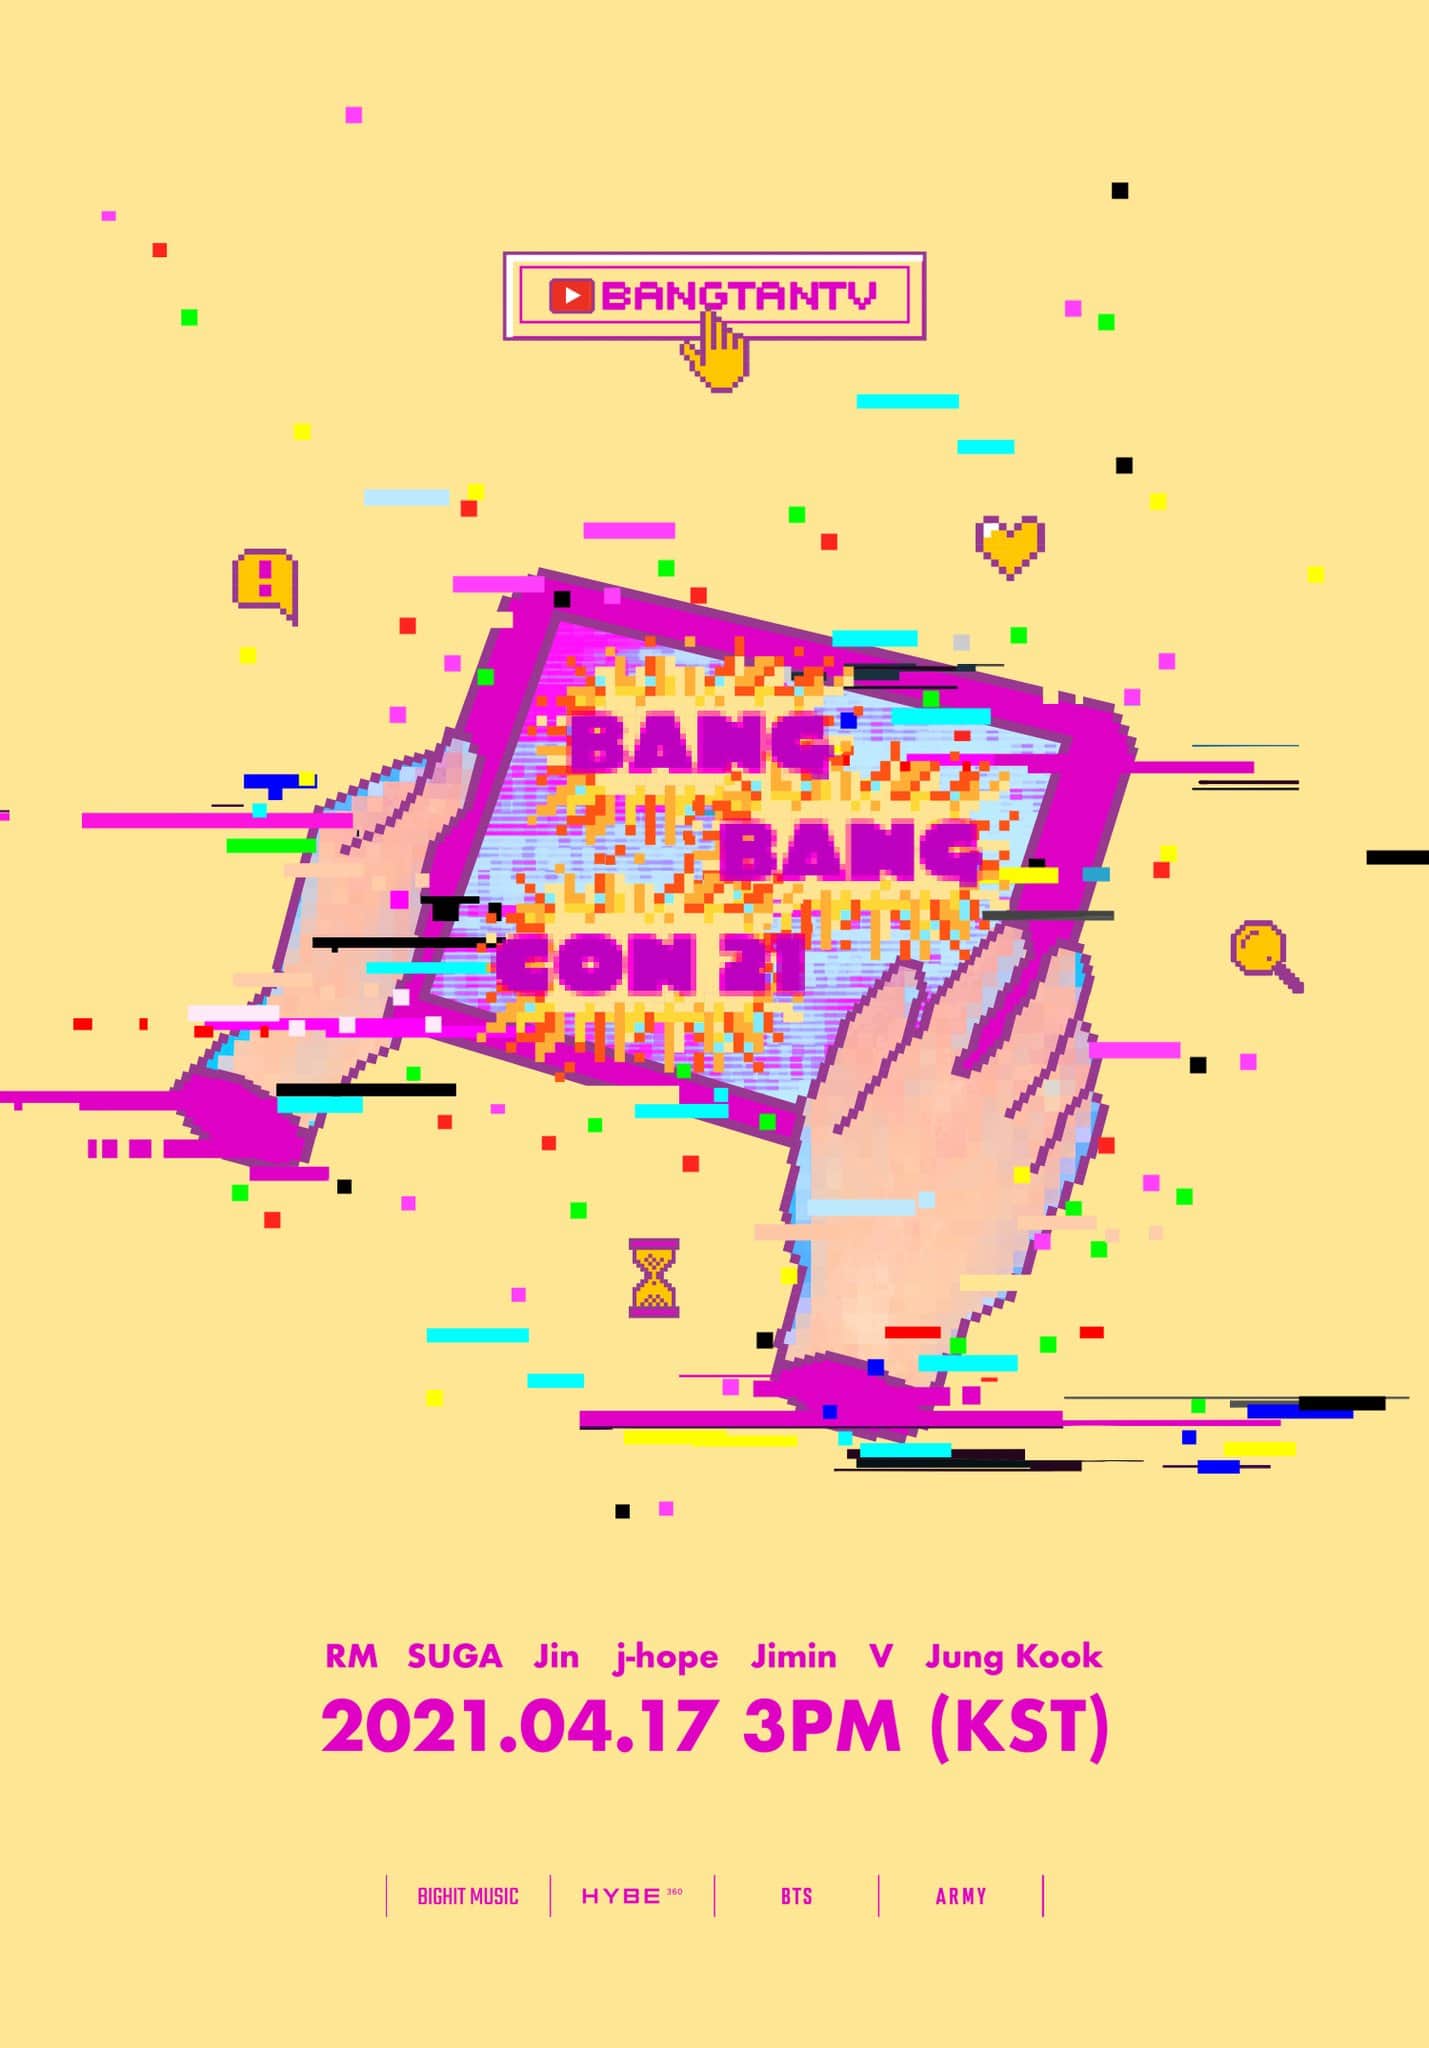 BANGTANTV
BANG
BANG
CON 21
RM SUGA Jin j-hope Jimin V Jung Kook
2021.04.17 3PM (KST)
BIGHIT MUSIC HYBE 360 BTS ARMY